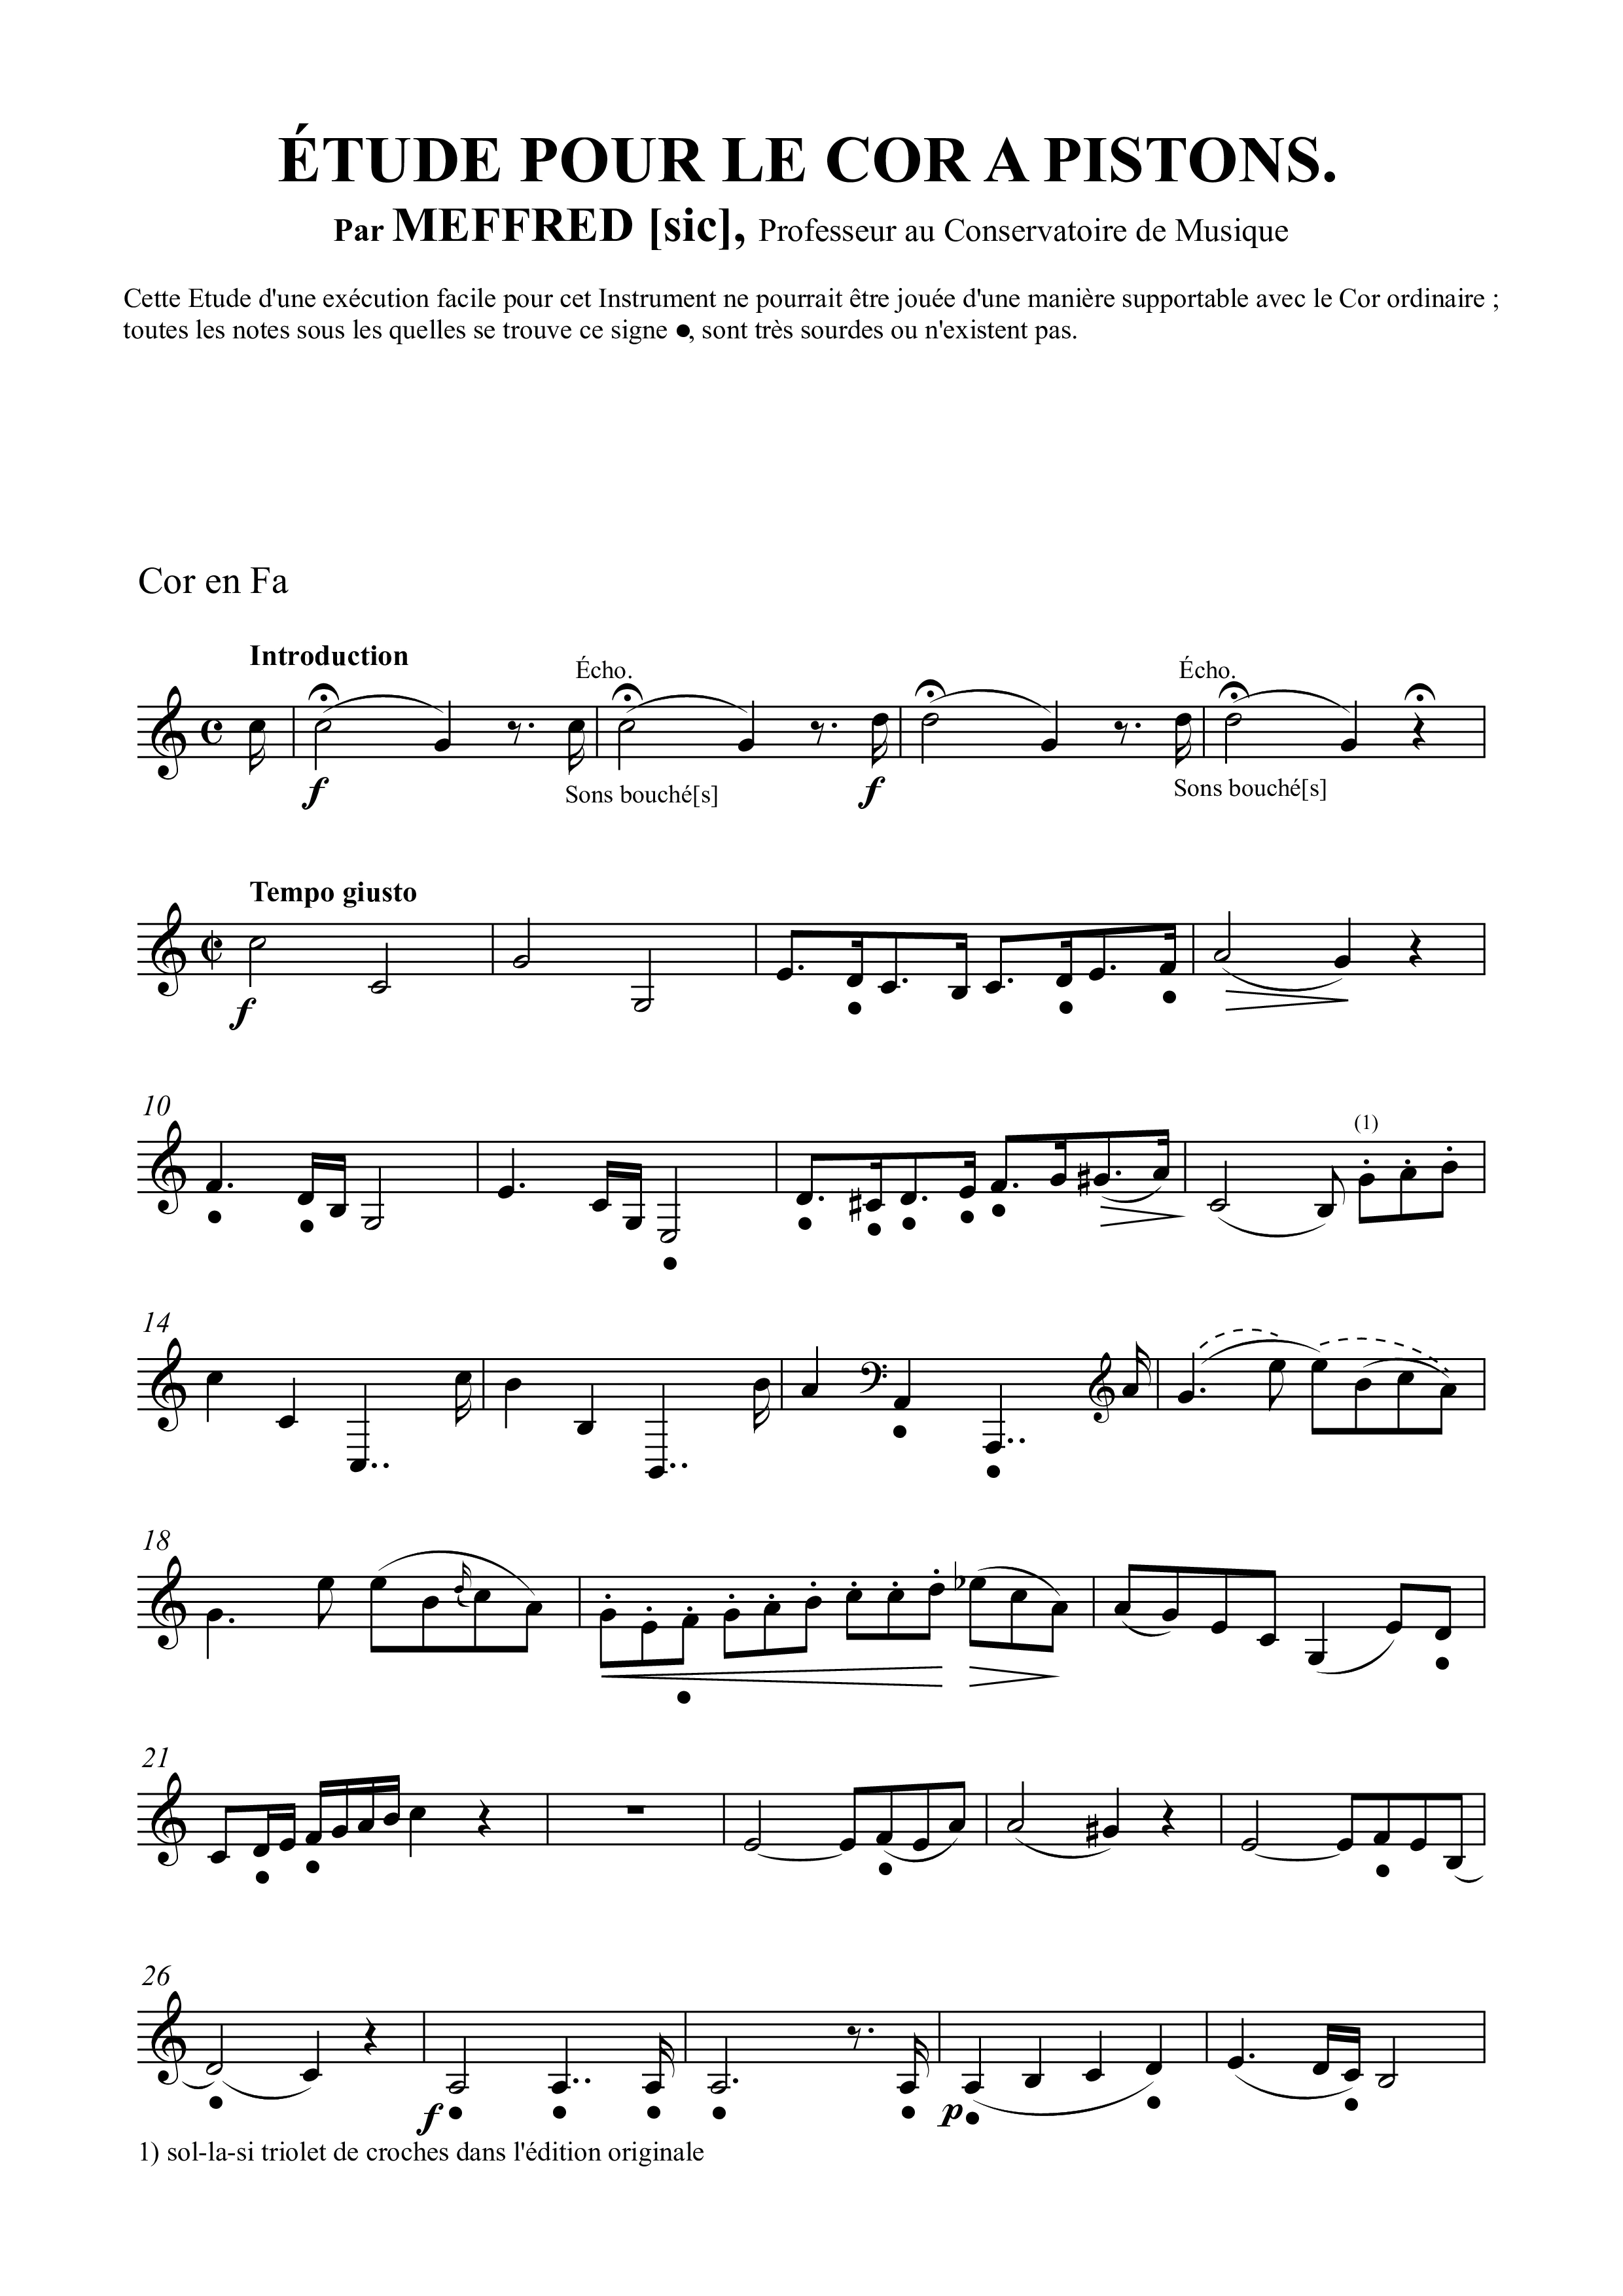 ÉTUDE POUR LE COR A PISTONS.
Par MEFFRED [sic], Professeur au Conservatoire de Musique
Cette Etude d'une exécution facile pour cet Instrument ne pourrait être jouée d'une manière supportable avec le Cor ordinaire ;
toutes les notes sous les quelles se trouve ce signe ●, sont très sourdes ou n'existent pas.
Cor en Fa
Introduction
Écho. Écho.
f Sons bouché[s] f Sons bouché[s]
Tempo giusto
f
10
(1)
14
18
21
26
f p
1) sol-la-si triolet de croches dans l'édition originale